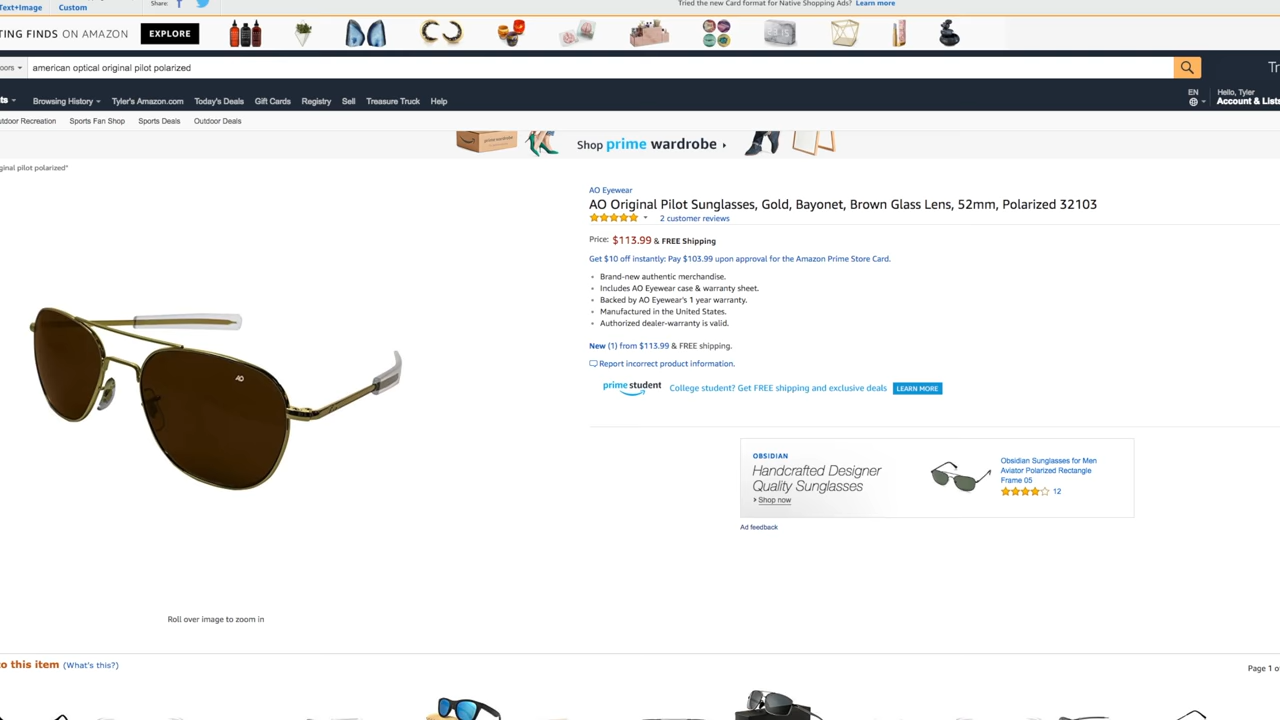 Text+Image
Custom
Share:
Tried the new Card format for Native Shopping Ads? Learn more
TING FINDS ON AMAZON
EXPLORE
oors
american optical original pilot polarized
Browsing History
Tyler's Amazon.com
Today's Deals
Gift Cards
Registry
Sell
Treasure Truck
Help
EN
Hello, Tyler
Account & Lists
utdoor Recreation
Sports Fan Shop
Sports Deals
Outdoor Deals
Shop prime wardrobe
ginal pilot polarized"
AO Eyewear
AO Original Pilot Sunglasses, Gold, Bayonet, Brown Glass Lens, 52mm, Polarized 32103
2 customer reviews
Price: $113.99 & FREE Shipping
Get $10 off instantly: Pay $103.99 upon approval for the Amazon Prime Store Card.
Brand-new authentic merchandise.
Includes AO Eyewear case & warranty sheet.
Backed by AO Eyewear's 1 year warranty.
Manufactured in the United States.
Authorized dealer-warranty is valid.
New (1) from $113.99 & FREE shipping.
Report incorrect product information.
prime student
College student? Get FREE shipping and exclusive deals
LEARN MORE
AO
OBSIDIAN
Handcrafted Designer
Quality Sunglasses
Shop now
Obsidian Sunglasses for Men
Aviator Polarized Rectangle
Frame 05
12
Ad feedback
Roll over image to zoom in
to this item (What's this?)
Page 1 o